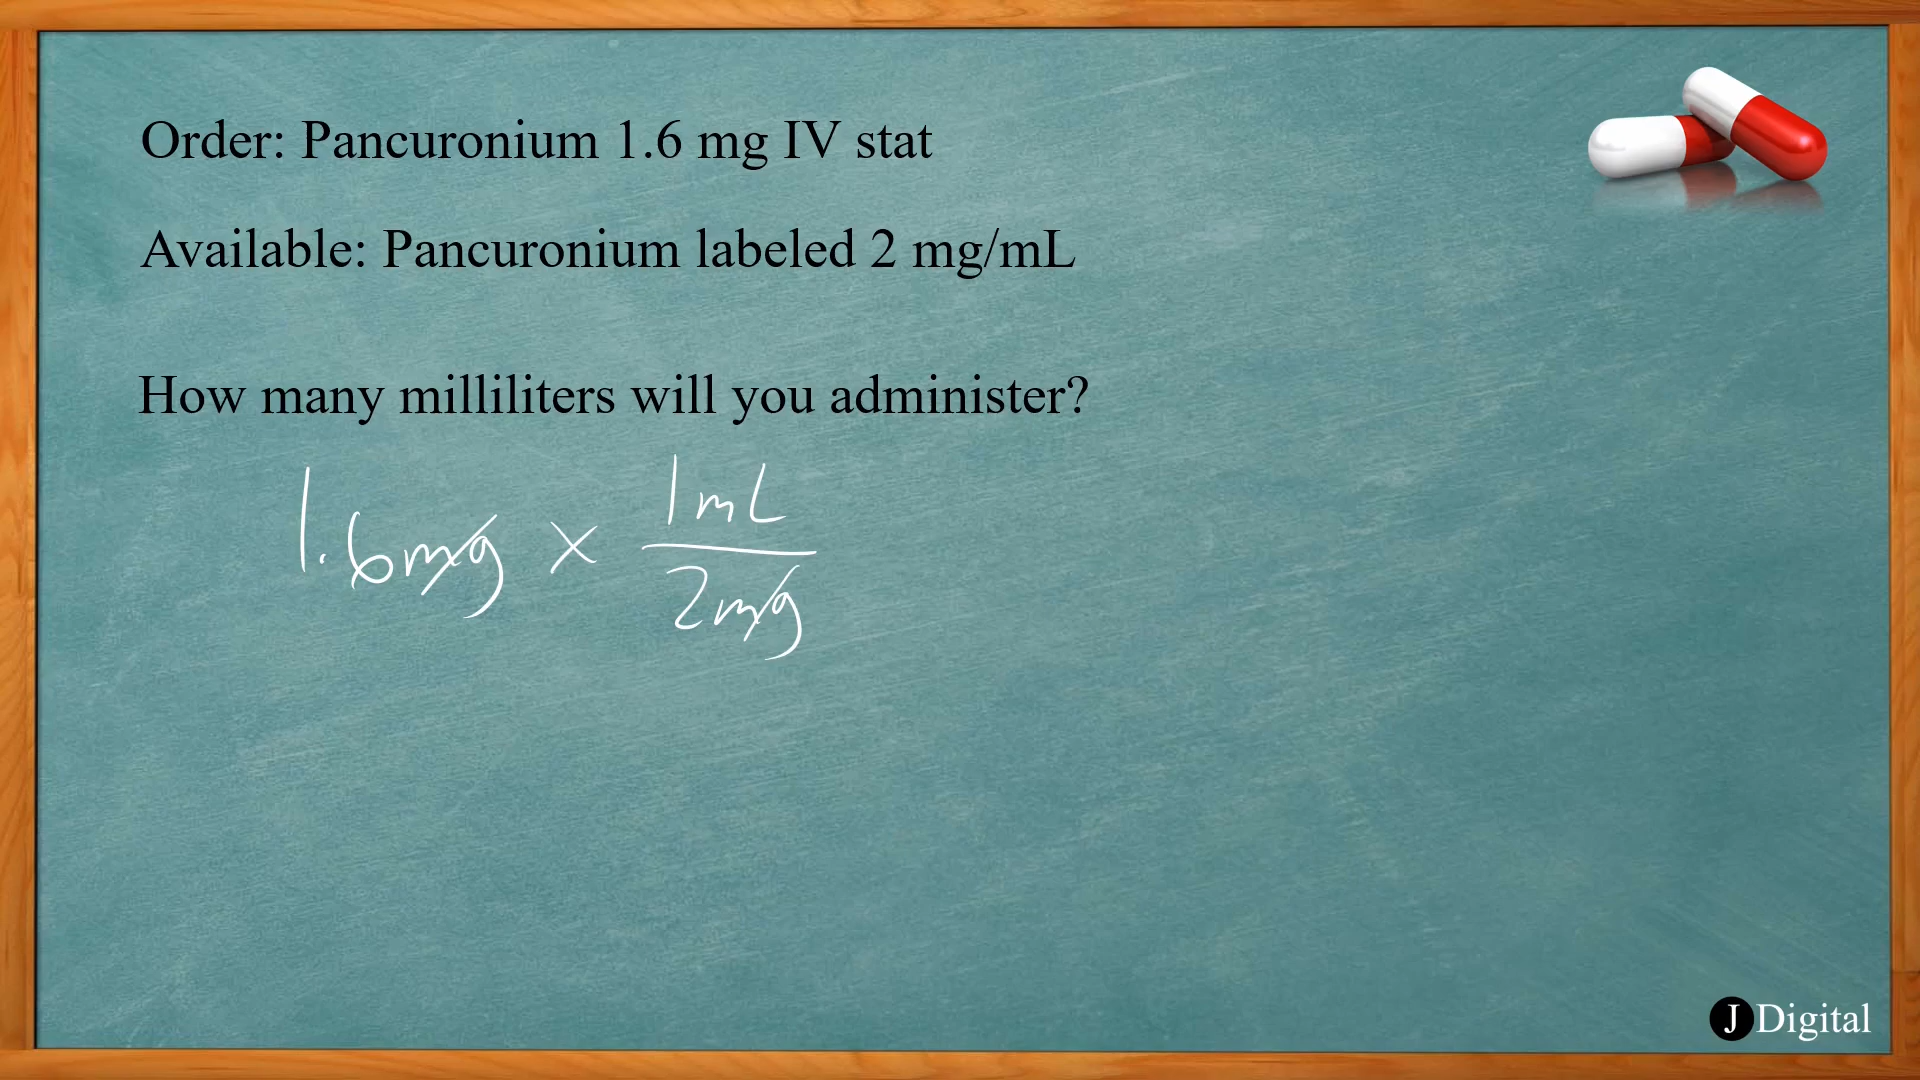 Order: Pancuronium 1.6 mg IV stat
Available: Pancuronium labeled 2 mg/mL
How many milliliters will you administer?
1.6mg × 1mL
2mg
J Digital